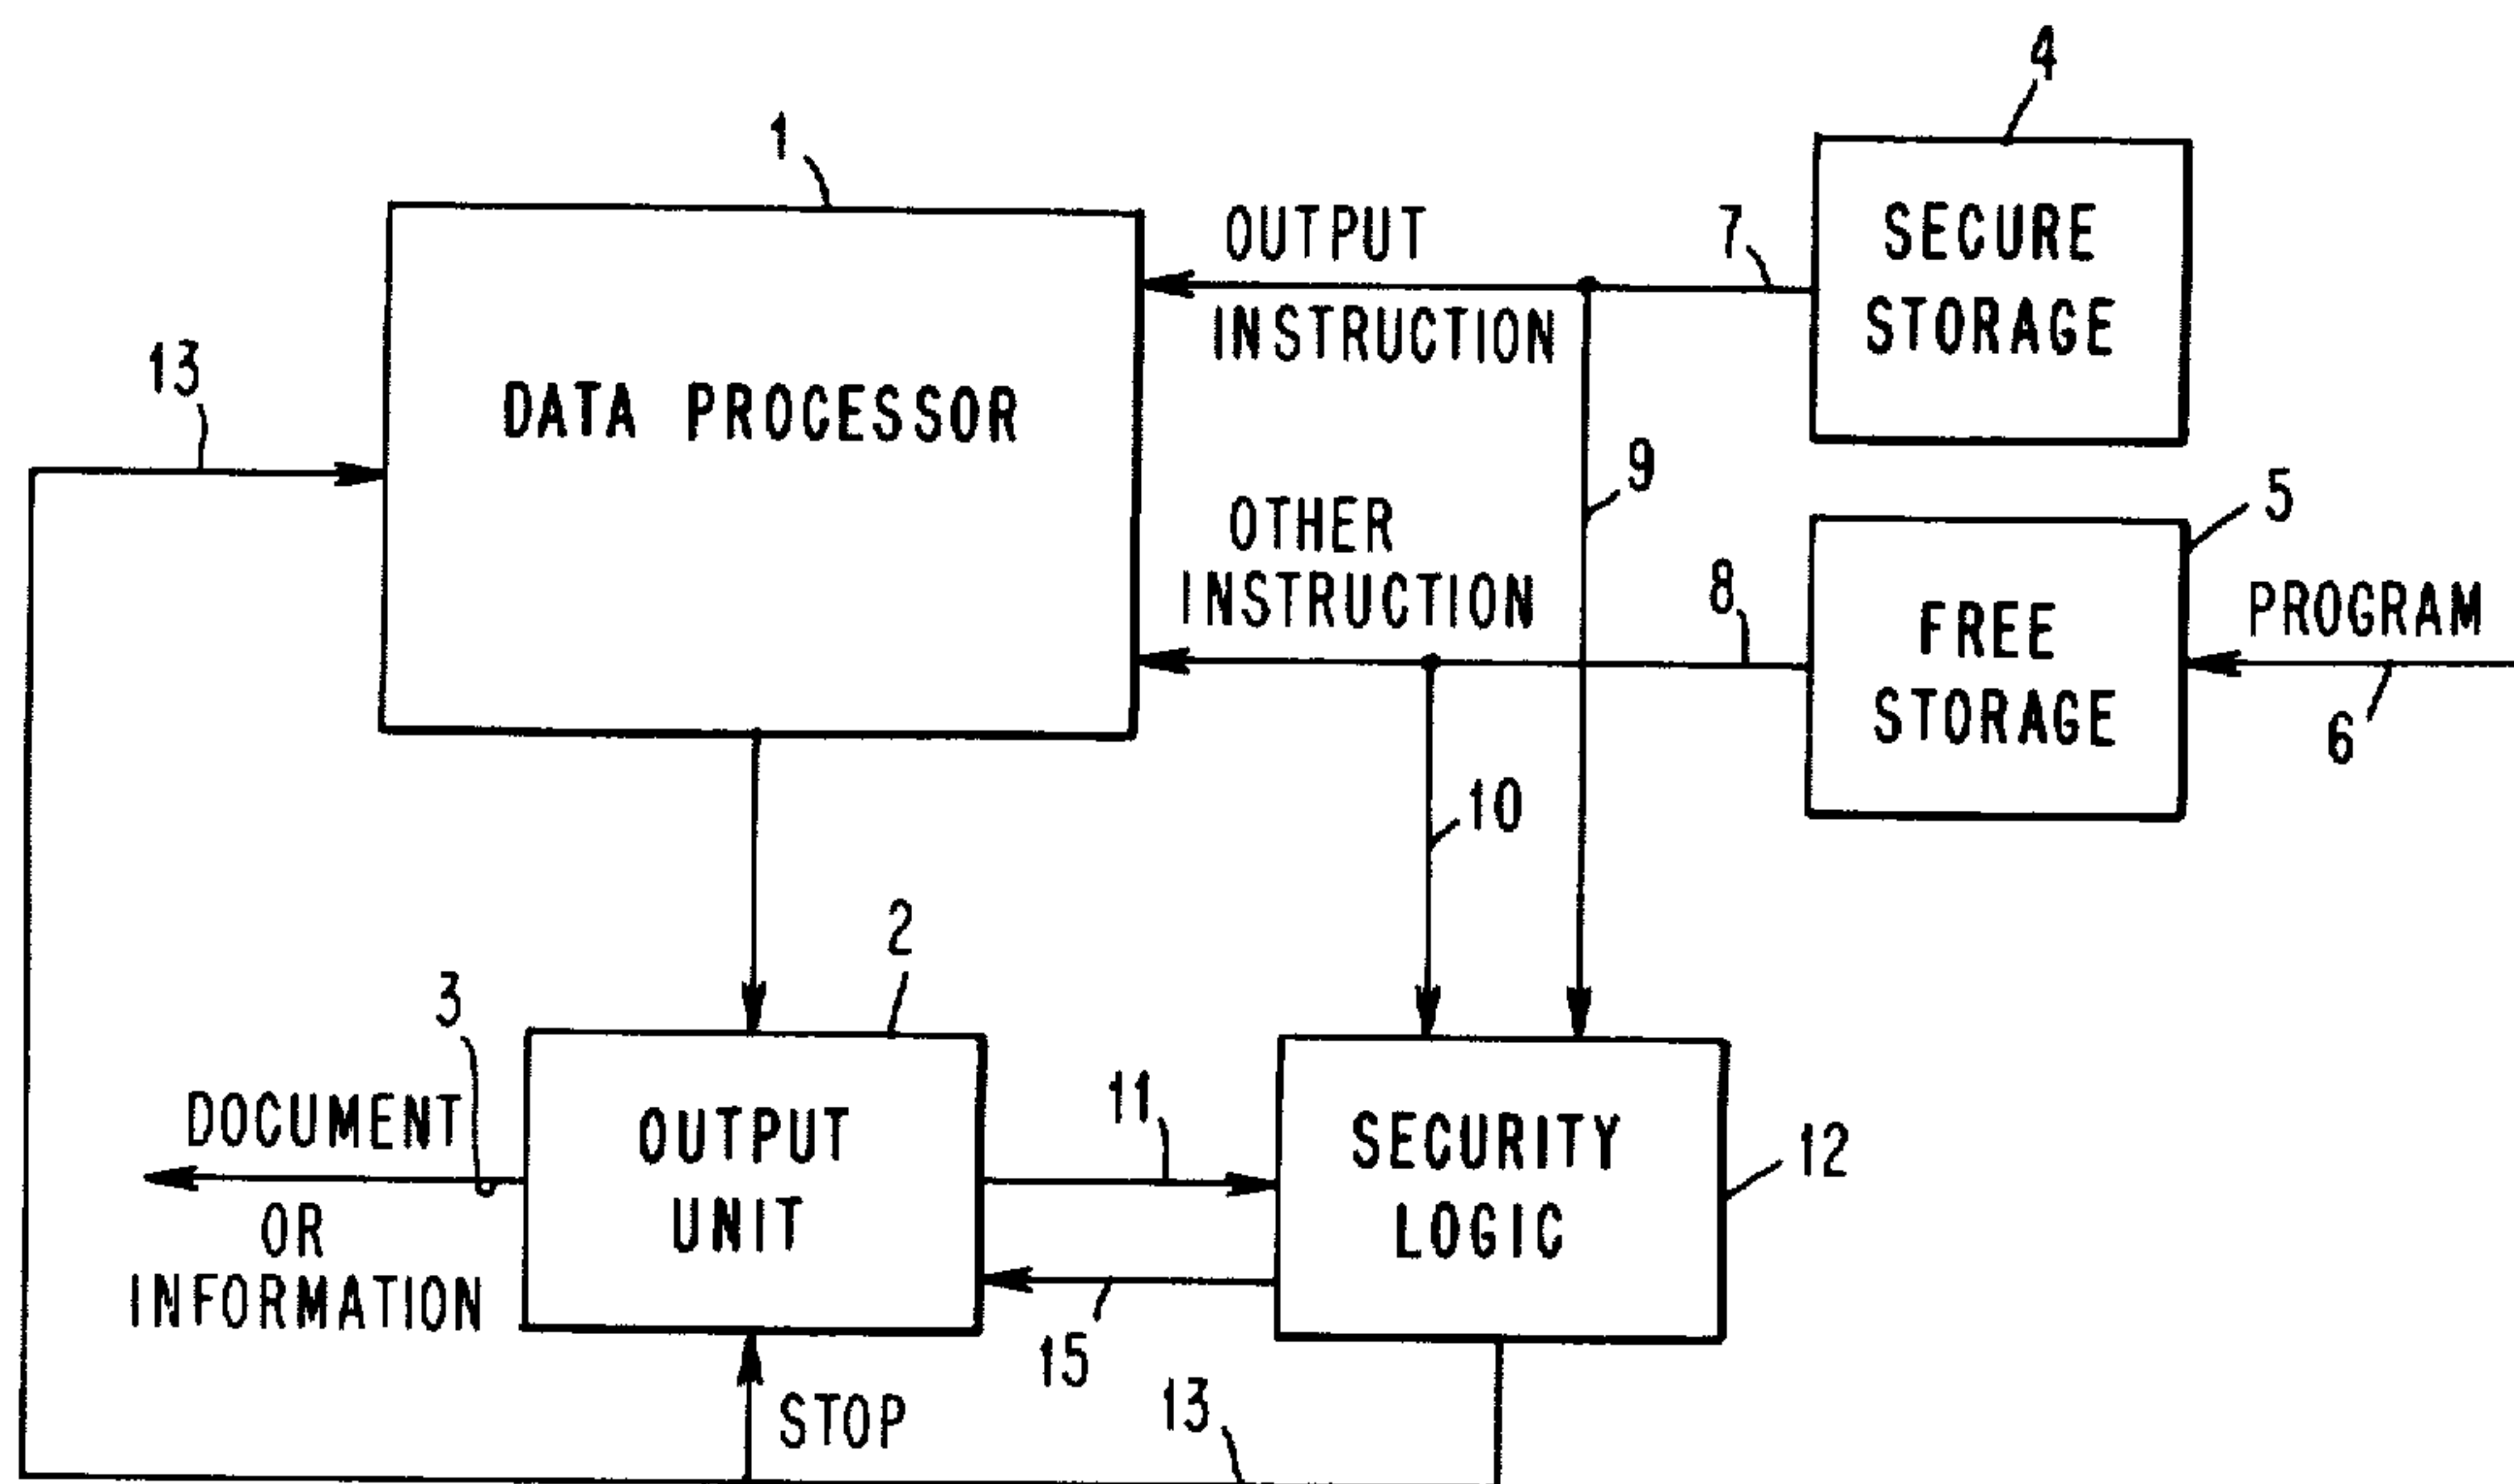 4
1
OUTPUT
INSTRUCTION
7
SECURE
STORAGE
13
DATA PROCESSOR
9
5
OTHER
INSTRUCTION
8
FREE
STORAGE
PROGRAM
6
10
2
3
DOCUMENT
OR
INFORMATION
OUTPUT
UNIT
11
SECURITY
LOGIC
12
15
STOP
13